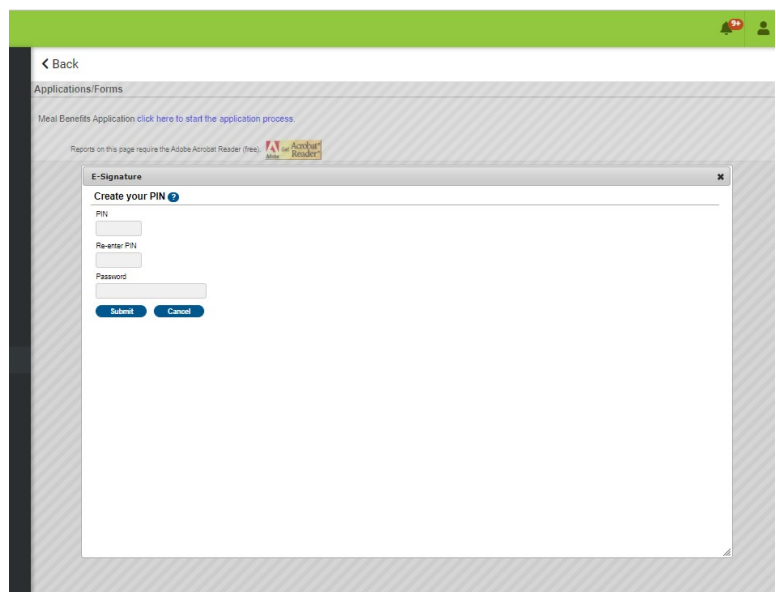 9+
Back
Applications/Forms
Meal Benefits Application click here to start the application process.
Reports on this page require the Adobe Acrobat Reader (free). Adobe Get Acrobat® Reader®
E-Signature
Create your PIN ?
PIN
Re-enter PIN
Password
Submit Cancel